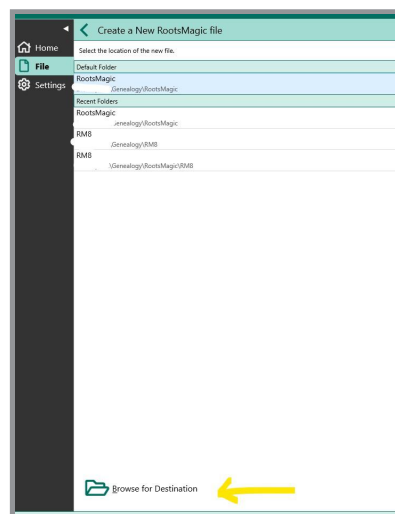 Create a New RootsMagic file
Home
Select the location of the new file.
File
Default Folder
RootsMagic
Settings
\Genealogy\RootsMagic
Recent Folders
RootsMagic
enealogy\RootsMagic
RM8
\Genealogy\RM8
RM8
\Genealogy\RootsMagic\RM8
Browse for Destination